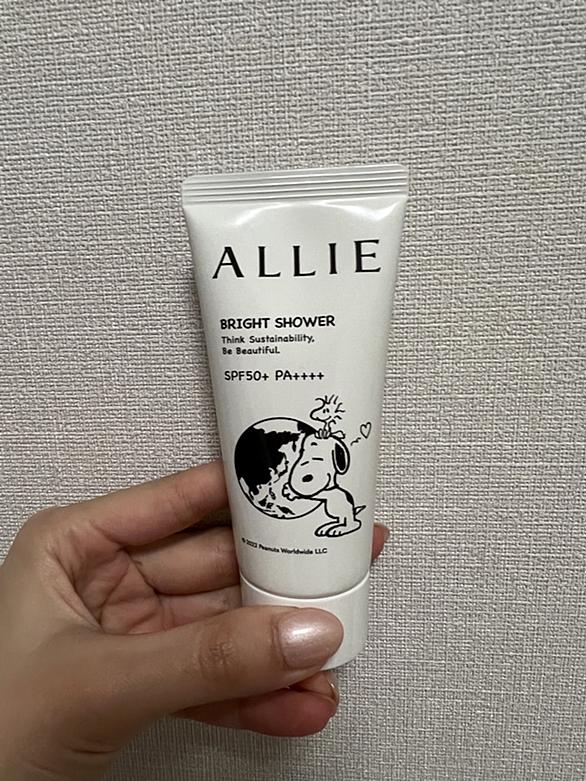 ALLIE
BRIGHT SHOWER
Think Sustainability,
Be Beautiful.
SPF50+ PA++++
© 2022 Peanuts Worldwide LLC